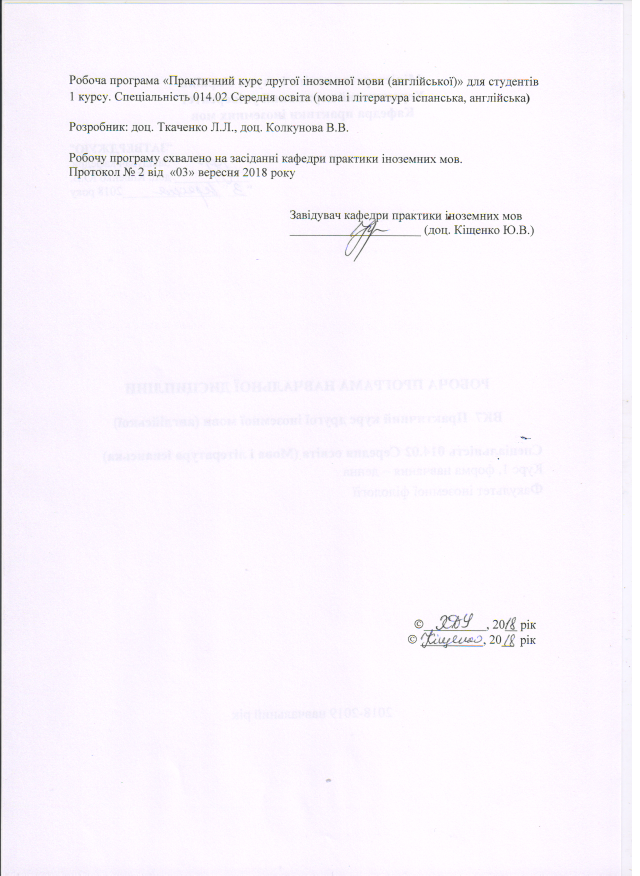 Робоча програма «Практичний курс другої іноземної мови (англійської)» для студентів
1 курсу. Спеціальність 014.02 Середня освіта (мова і література іспанська, англійська)
Розробник: доц. Ткаченко Л.Л., доц. Колкунова В.В.
Робочу програму схвалено на засіданні кафедри практики іноземних мов.
Протокол № 2 від «03» вересня 2018 року
Завідувач кафедри практики іноземних мов
_____________________ (доц. Кіщенко Ю.В.)
© ХДУ, 2018 рік
© Кіщенко, 2018 рік